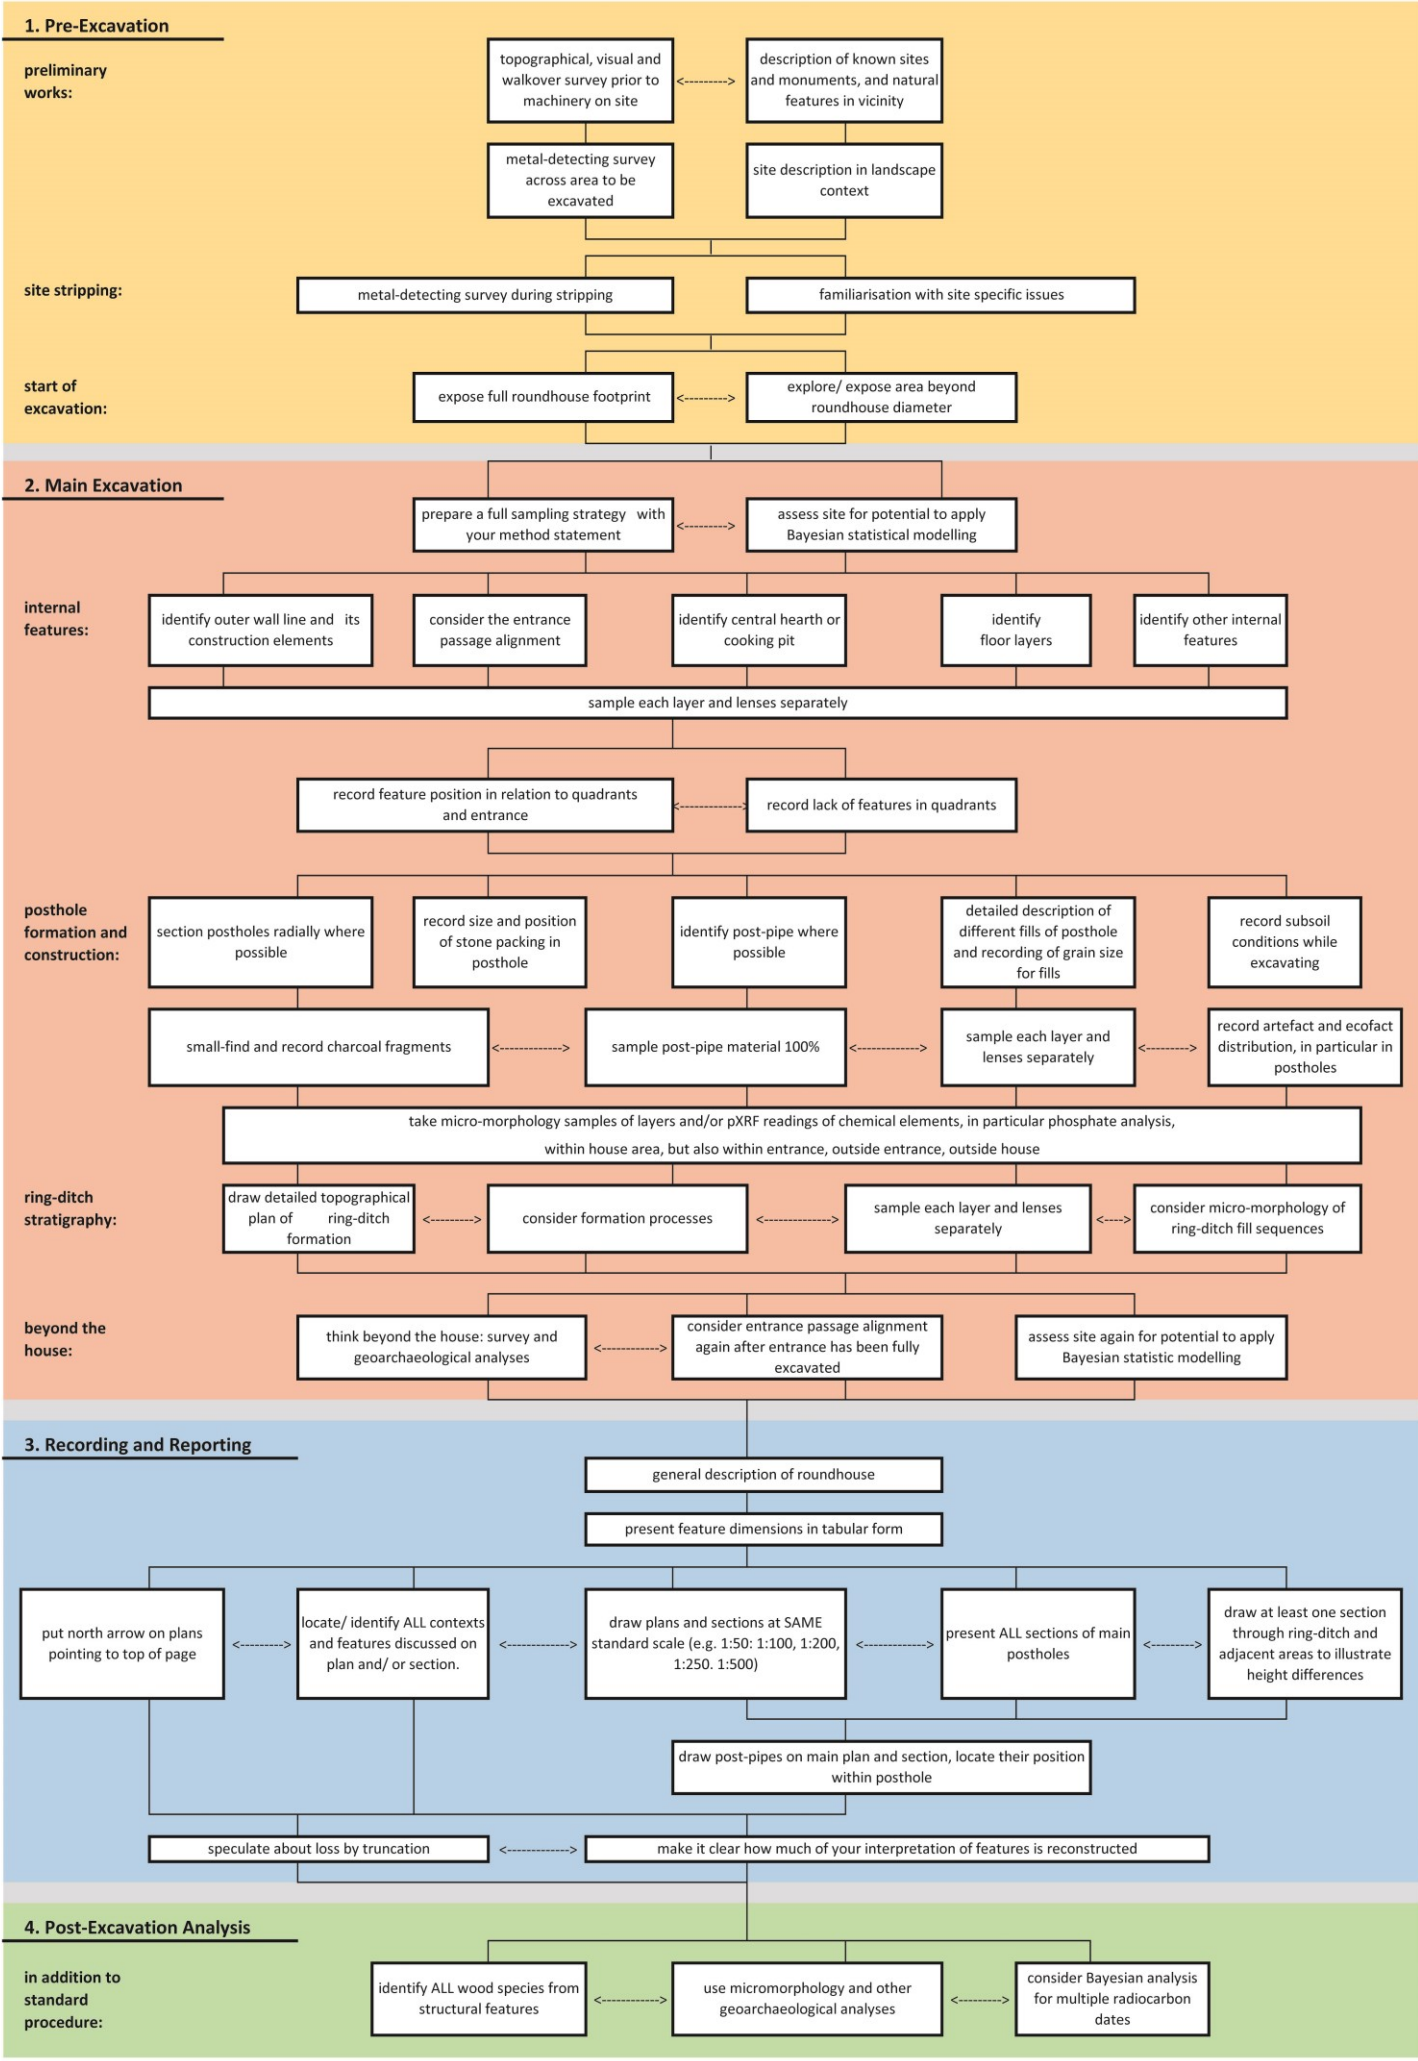 1. Pre-Excavation
preliminary
works:
topographical, visual and
walkover survey prior to
machinery on site
<--------->
description of known sites
and monuments, and natural
features in vicinity
metal-detecting survey
across area to be
excavated
site description in landscape
context
site stripping:
metal-detecting survey during stripping
familiarisation with site specific issues
start of
excavation:
expose full roundhouse footprint
<--------->
explore/ expose area beyond
roundhouse diameter
2. Main Excavation
prepare a full sampling strategy with
your method statement
<--------->
assess site for potential to apply
Bayesian statistical modelling
internal
features:
identify outer wall line and its
construction elements
consider the entrance
passage alignment
identify central hearth or
cooking pit
identify
floor layers
identify other internal
features
sample each layer and lenses separately
record feature position in relation to quadrants
and entrance
<------------->
record lack of features in quadrants
posthole
formation and
construction:
section postholes radially where
possible
record size and position
of stone packing in
posthole
identify post-pipe where
possible
detailed description of
different fills of posthole
and recording of grain size
for fills
record subsoil
conditions while
excavating
small-find and record charcoal fragments
<------------->
sample post-pipe material 100%
<------------->
sample each layer and
lenses separately
<--------->
record artefact and ecofact
distribution, in particular in
postholes
take micro-morphology samples of layers and/or pXRF readings of chemical elements, in particular phosphate analysis,
within house area, but also within entrance, outside entrance, outside house
ring-ditch
stratigraphy:
draw detailed topographical
plan of ring-ditch
formation
<--------->
consider formation processes
<-------------->
sample each layer and lenses
separately
<---->
consider micro-morphology of
ring-ditch fill sequences
beyond the
house:
think beyond the house: survey and
geoarchaeological analyses
<------------>
consider entrance passage alignment
again after entrance has been fully
excavated
assess site again for potential to apply
Bayesian statistic modelling
3. Recording and Reporting
general description of roundhouse
present feature dimensions in tabular form
put north arrow on plans
pointing to top of page
<--------->
locate/ identify ALL contexts
and features discussed on
plan and/ or section.
<------------->
draw plans and sections at SAME
standard scale (e.g. 1:50: 1:100, 1:200,
1:250. 1:500)
<------------->
present ALL sections of main
postholes
<--------->
draw at least one section
through ring-ditch and
adjacent areas to illustrate
height differences
draw post-pipes on main plan and section, locate their position
within posthole
speculate about loss by truncation
<------------->
make it clear how much of your interpretation of features is reconstructed
4. Post-Excavation Analysis
in addition to
standard
procedure:
identify ALL wood species from
structural features
<------------>
use micromorphology and other
geoarchaeological analyses
<--------->
consider Bayesian analysis
for multiple radiocarbon
dates